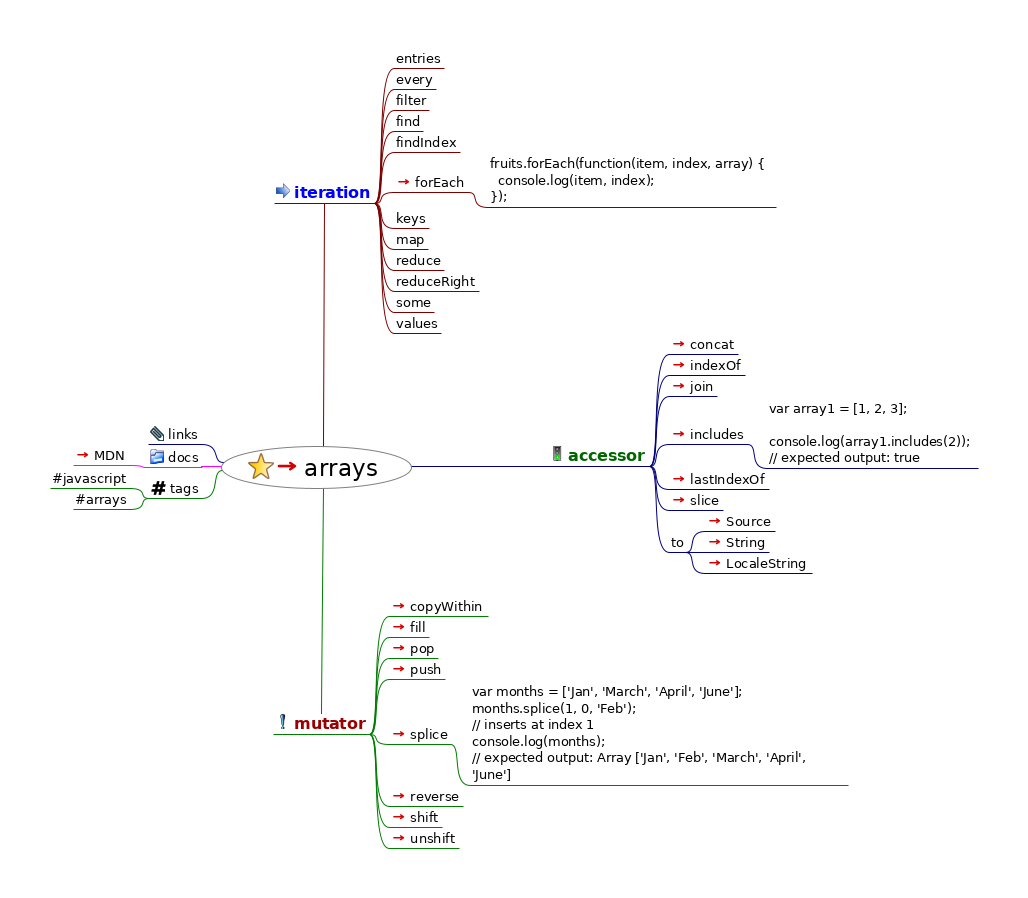 entries
every
filter
find
findIndex
fruits.forEach(function(item, index, array) {
console.log(item, index);
});
forEach
iteration
keys
map
reduce
reduceRight
some
values
concat
indexOf
join
var array1 = [1, 2, 3];
includes
console.log(array1.includes(2));
// expected output: true
accessor
lastIndexOf
slice
Source
to
String
LocaleString
links
docs
MDN
tags
#javascript
#arrays
arrays
copyWithin
fill
pop
push
var months = ['Jan', 'March', 'April', 'June'];
months.splice(1, 0, 'Feb');
// inserts at index 1
console.log(months);
// expected output: Array ['Jan', 'Feb', 'March', 'April',
'June']
splice
mutator
reverse
shift
unshift